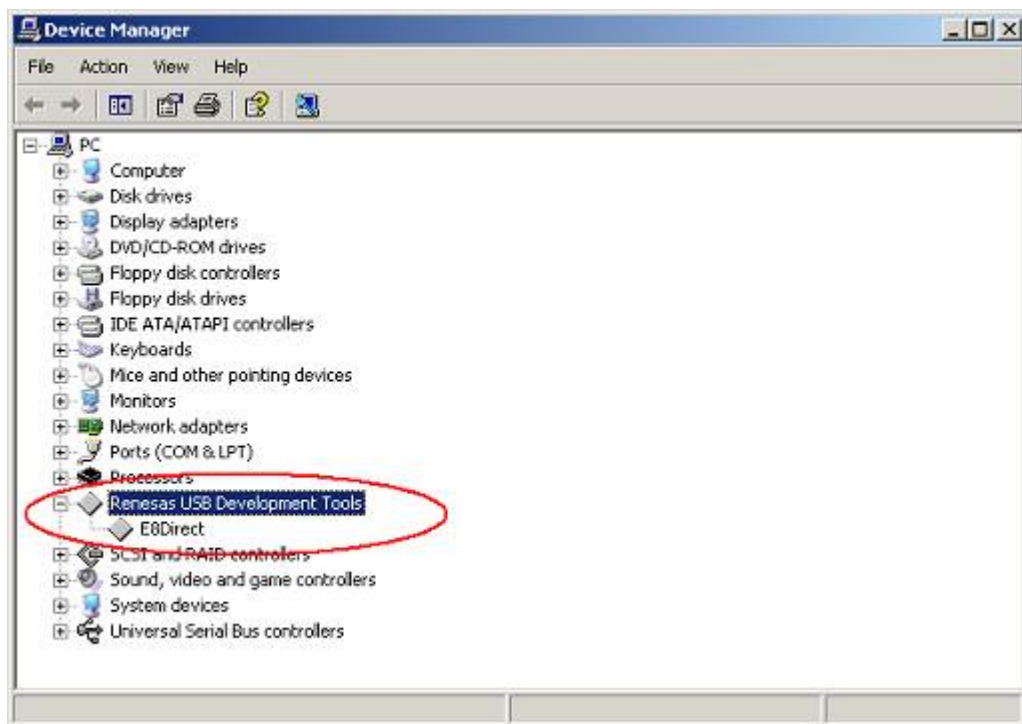 Device Manager
File Action View Help
PC
Computer
Disk drives
Display adapters
DVD/CD-ROM drives
Floppy disk controllers
Floppy disk drives
IDE ATA/ATAPI controllers
Keyboards
Mice and other pointing devices
Monitors
Network adapters
Ports (COM & LPT)
Processors
Renesas USB Development Tools
E8Direct
SCSI and RAID controllers
Sound, video and game controllers
System devices
Universal Serial Bus controllers